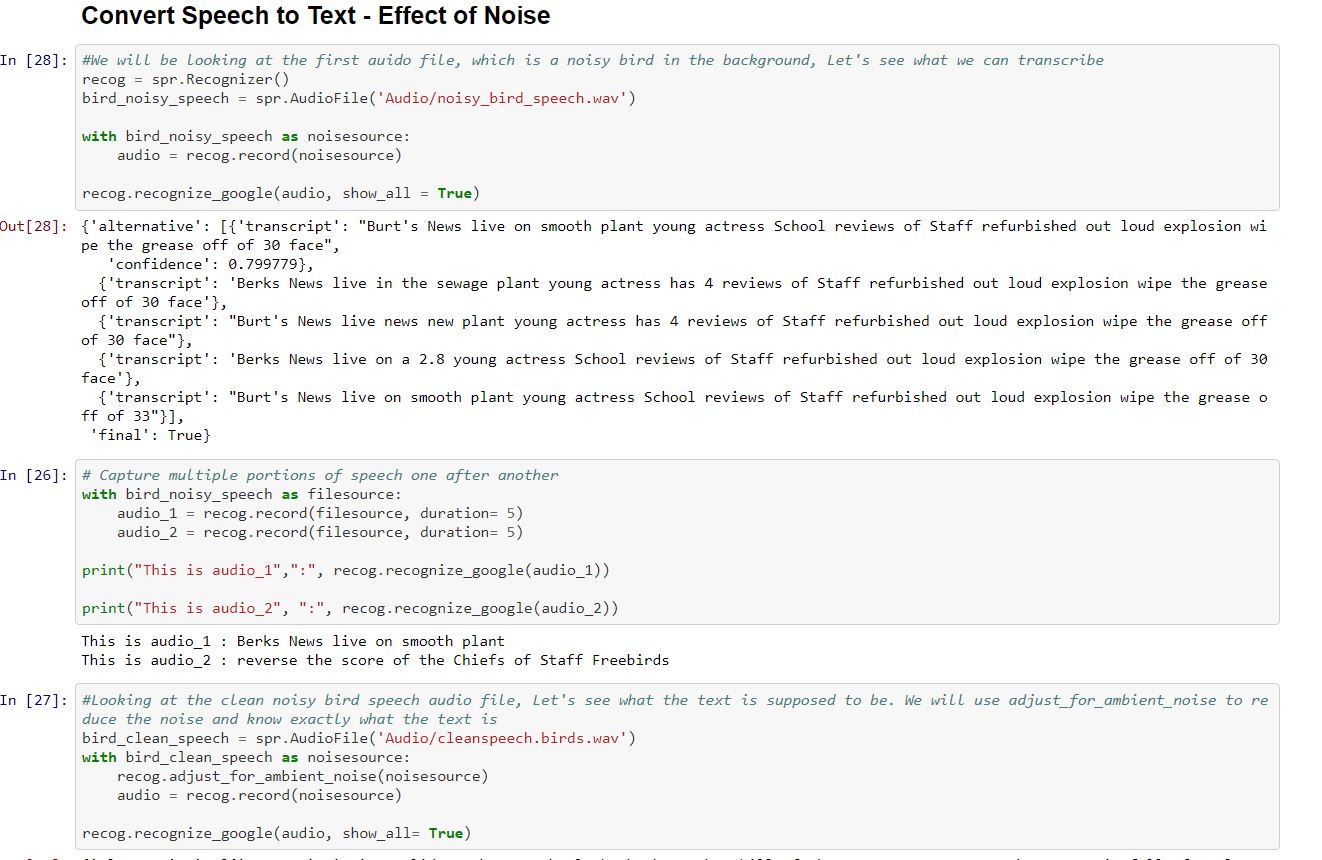 Convert Speech to Text - Effect of Noise
In [28]:
#We will be looking at the first auido file, which is a noisy bird in the background, Let's see what we can transcribe
recog = spr.Recognizer()
bird_noisy_speech = spr.AudioFile('Audio/noisy_bird_speech.wav')
with bird_noisy_speech as noisesource:
    audio = recog.record(noisesource)
recog.recognize_google(audio, show_all = True)
Out[28]:
{'alternative': [{'transcript': "Burt's News live on smooth plant young actress School reviews of Staff refurbished out loud explosion wi
pe the grease off of 30 face",
   'confidence': 0.799779},
  {'transcript': 'Berks News live in the sewage plant young actress has 4 reviews of Staff refurbished out loud explosion wipe the grease
off of 30 face'},
  {'transcript': "Burt's News live news new plant young actress has 4 reviews of Staff refurbished out loud explosion wipe the grease off
of 30 face"},
  {'transcript': 'Berks News live on a 2.8 young actress School reviews of Staff refurbished out loud explosion wipe the grease off of 30
face'},
  {'transcript': "Burt's News live on smooth plant young actress School reviews of Staff refurbished out loud explosion wipe the grease o
ff of 33"}],
 'final': True}
In [26]:
# Capture multiple portions of speech one after another
with bird_noisy_speech as filesource:
    audio_1 = recog.record(filesource, duration= 5)
    audio_2 = recog.record(filesource, duration= 5)
print("This is audio_1",":", recog.recognize_google(audio_1))
print("This is audio_2", ":", recog.recognize_google(audio_2))
This is audio_1 : Berks News live on smooth plant
This is audio_2 : reverse the score of the Chiefs of Staff Freebirds
In [27]:
#Looking at the clean noisy bird speech audio file, Let's see what the text is supposed to be. We will use adjust_for_ambient_noise to re
duce the noise and know exactly what the text is
bird_clean_speech = spr.AudioFile('Audio/cleanspeech.birds.wav')
with bird_clean_speech as noisesource:
    recog.adjust_for_ambient_noise(noisesource)
    audio = recog.record(noisesource)
recog.recognize_google(audio, show_all= True)